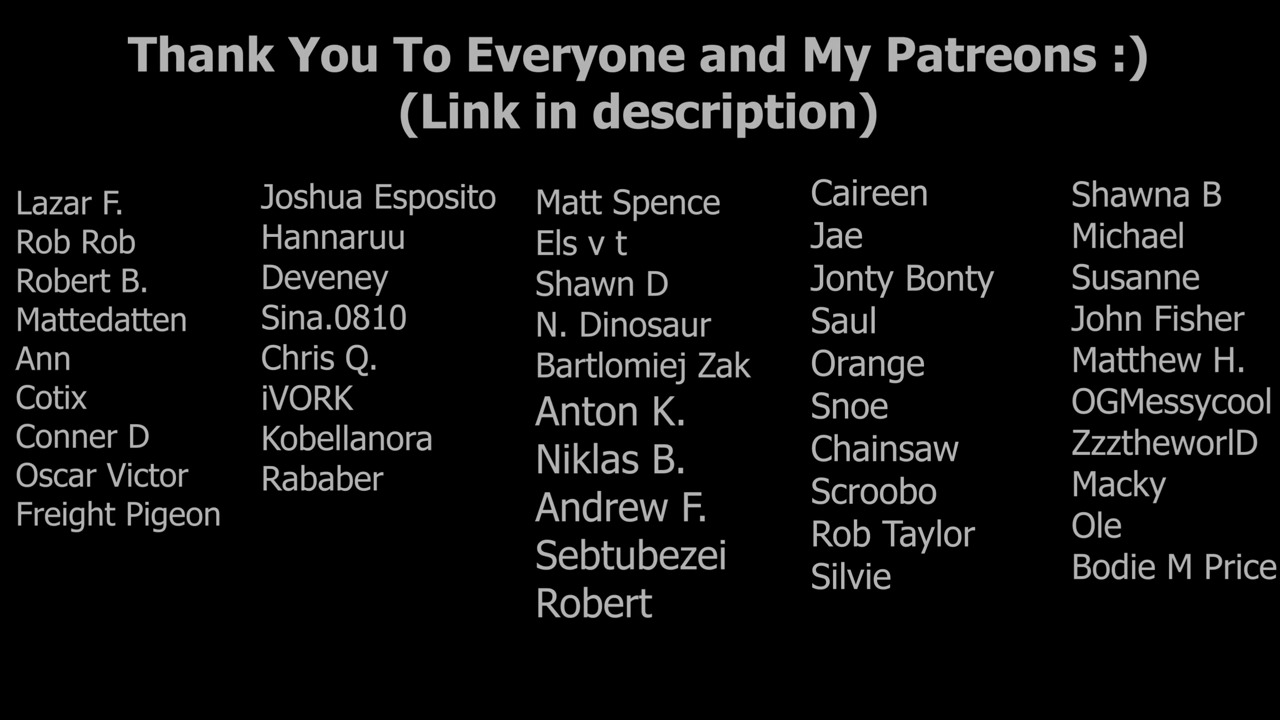 Thank You To Everyone and My Patreons :)
(Link in description)
Lazar F.
Rob Rob
Robert B.
Mattedatten
Ann
Cotix
Conner D
Oscar Victor
Freight Pigeon
Joshua Esposito
Hannaruu
Deveney
Sina.0810
Chris Q.
iVORK
Kobellanora
Rababer
Matt Spence
Els v t
Shawn D
N. Dinosaur
Bartlomiej Zak
Anton K.
Niklas B.
Andrew F.
Sebtubezei
Robert
Caireen
Jae
Jonty Bonty
Saul
Orange
Snoe
Chainsaw
Scroobo
Rob Taylor
Silvie
Shawna B
Michael
Susanne
John Fisher
Matthew H.
OGMessycool
ZzztheworlD
Macky
Ole
Bodie M Price